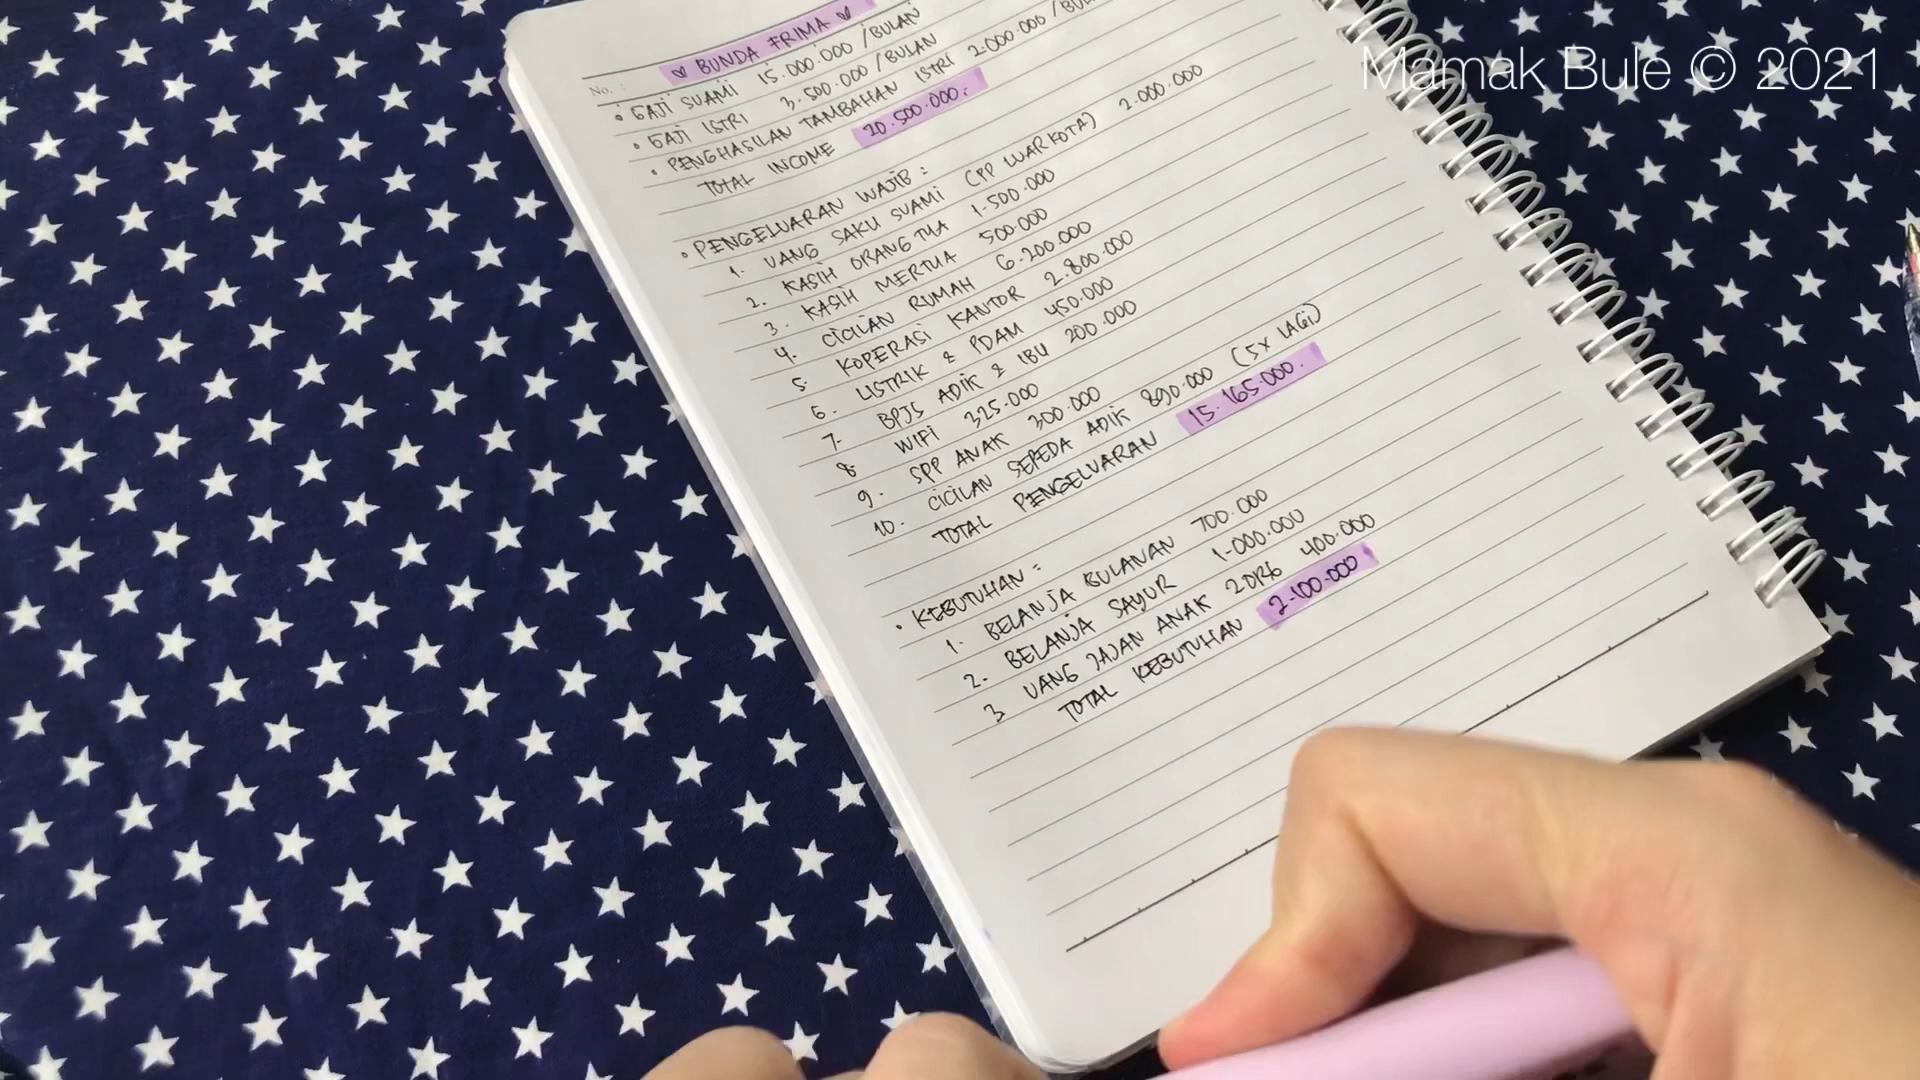 Mamak Bule © 2021
No. :
BUNDA FRIMA
• GAJI SUAMI 15.000.000 /BULAN
• GAJI ISTRI 3.500.000 /BULAN
• PENGHASILAN TAMBAHAN ISTRI 2.000.000 /BULAN
TOTAL INCOME 20.500.000.
• PENGELUARAN WAJIB :
1. UANG SAKU SUAMI (PP LUAR KOTA) 2.000.000
2. KASIH ORANG TUA 1.500.000
3. KASIH MERTUA 500.000
4. CICILAN RUMAH 6.200.000
5. KOPERASI KANTOR 2.800.000
6. LISTRIK & PDAM 450.000
7. BPJS ADIK & IBU 200.000
8. WIFI 325.000
9. SPP ANAK 300.000
10. CICILAN SEPEDA ADIK 890.000 (5X LAGI)
TOTAL PENGELUARAN 15.165.000.
• KEBUTUHAN :
1. BELANJA BULANAN 700.000
2. BELANJA SAYUR 1.000.000
3 UANG JAJAN ANAK 2 ORG 400.000
TOTAL KEBUTUHAN 2.100.000